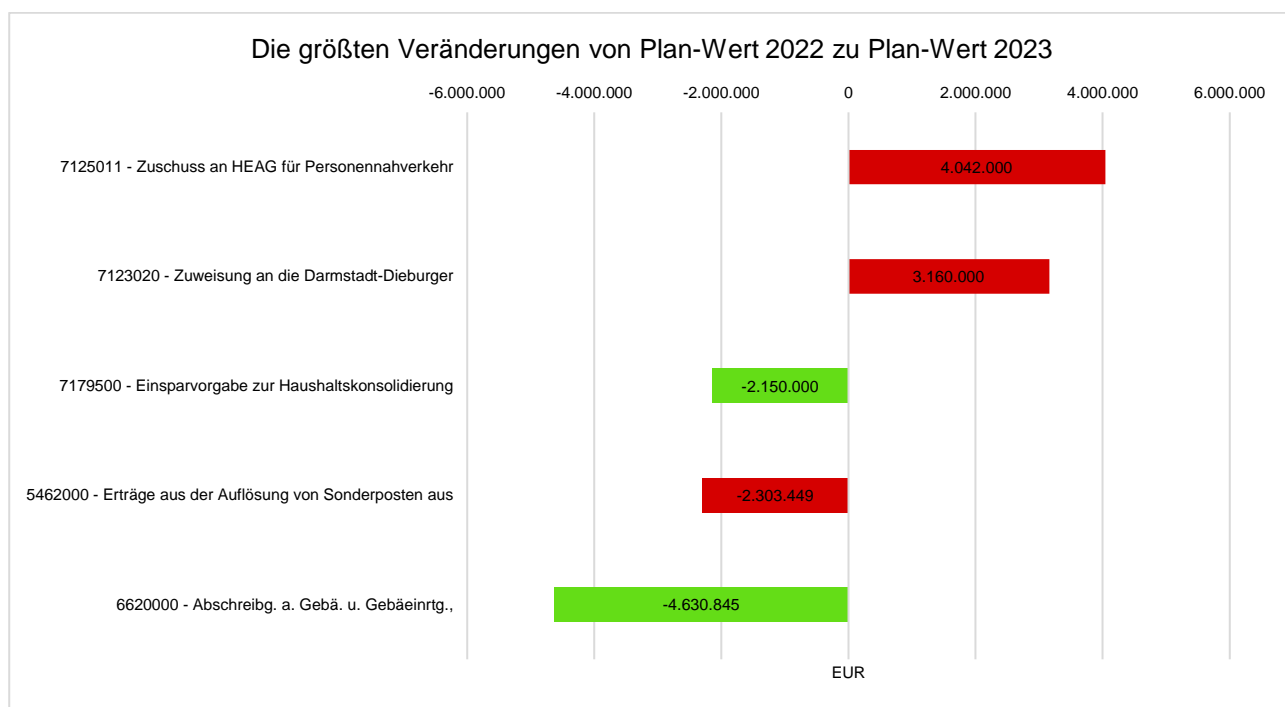 Die größten Veränderungen von Plan-Wert 2022 zu Plan-Wert 2023
-6.000.000 -4.000.000 -2.000.000 0 2.000.000 4.000.000 6.000.000
7125011 - Zuschuss an HEAG für Personennahverkehr 4.042.000
7123020 - Zuweisung an die Darmstadt-Dieburger 3.160.000
7179500 - Einsparvorgabe zur Haushaltskonsolidierung -2.150.000
5462000 - Erträge aus der Auflösung von Sonderposten aus -2.303.449
6620000 - Abschreibg. a. Gebä. u. Gebäeinrtg., -4.630.845
EUR